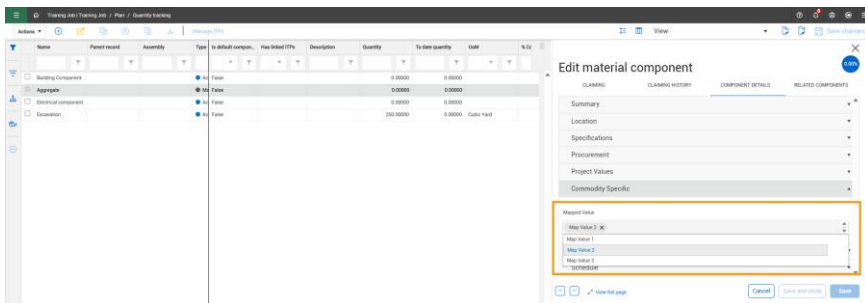 Training Job | Training Job / Plan / Quantity tracking
Actions
Manage ITPs
View
Save changes
Name Parent record Assembly Type Is default compon.. Has linked ITPs Description Quantity To date quantity UoM
Building Component False 0.00000 0.00000
Aggregate False 0.00000 0.00000
Electrical component False 0.00000 0.00000
Excavation False 250.00000 0.00000 Cubic Yard
Edit material component
0.00%
CLAIMING CLAIMING HISTORY COMPONENT DETAILS RELATED COMPONENTS
Summary
Location
Specifications
Procurement
Project Values
Commodity Specific
Mapped Value
Map Value 2
Map Value 1
Map Value 2
Map Value 3
Schedule
View full page
Cancel Save and close Save